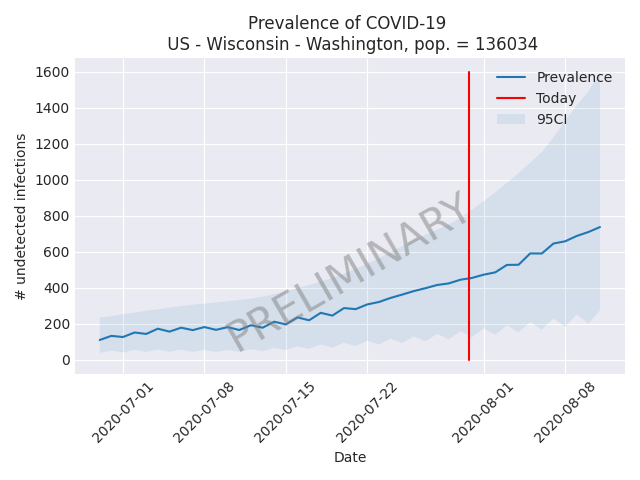 Prevalence of COVID-19
US - Wisconsin - Washington, pop. = 136034
1600
1400
1200
1000
800
600
400
200
0
# undetected infections
Prevalence
Today
95CI
PRELIMINARY
2020-07-01
2020-07-08
2020-07-15
2020-07-22
2020-08-01
2020-08-08
Date